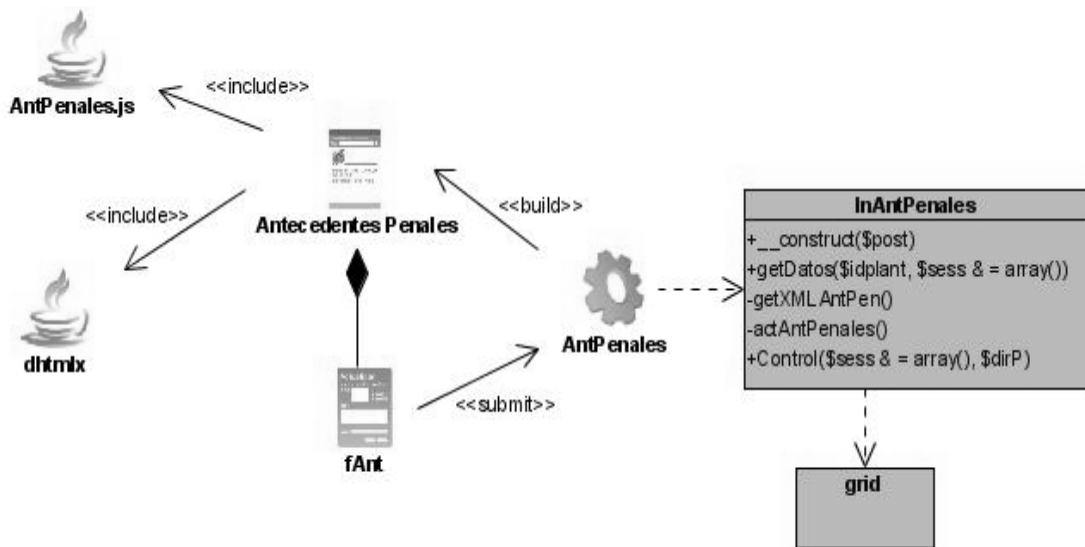 AntPenales.js
<<include>>
<<include>>
Antecedentes Penales
<<build>>
dhtmlx
AntPenales
<<submit>>
fAnt
InAntPenales
+__construct($post)
+getDatos($idplant, $sess & = array())
-getXMLAntPen()
-actAntPenales()
+Control($sess & = array(), $dirP)
grid